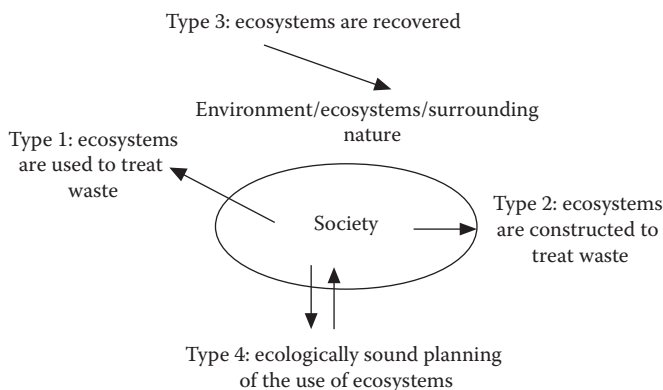 Type 3: ecosystems are recovered
Environment/ecosystems/surrounding
nature
Type 1: ecosystems
are used to treat
waste
Society
Type 2: ecosystems
are constructed to
treat waste
Type 4: ecologically sound planning
of the use of ecosystems